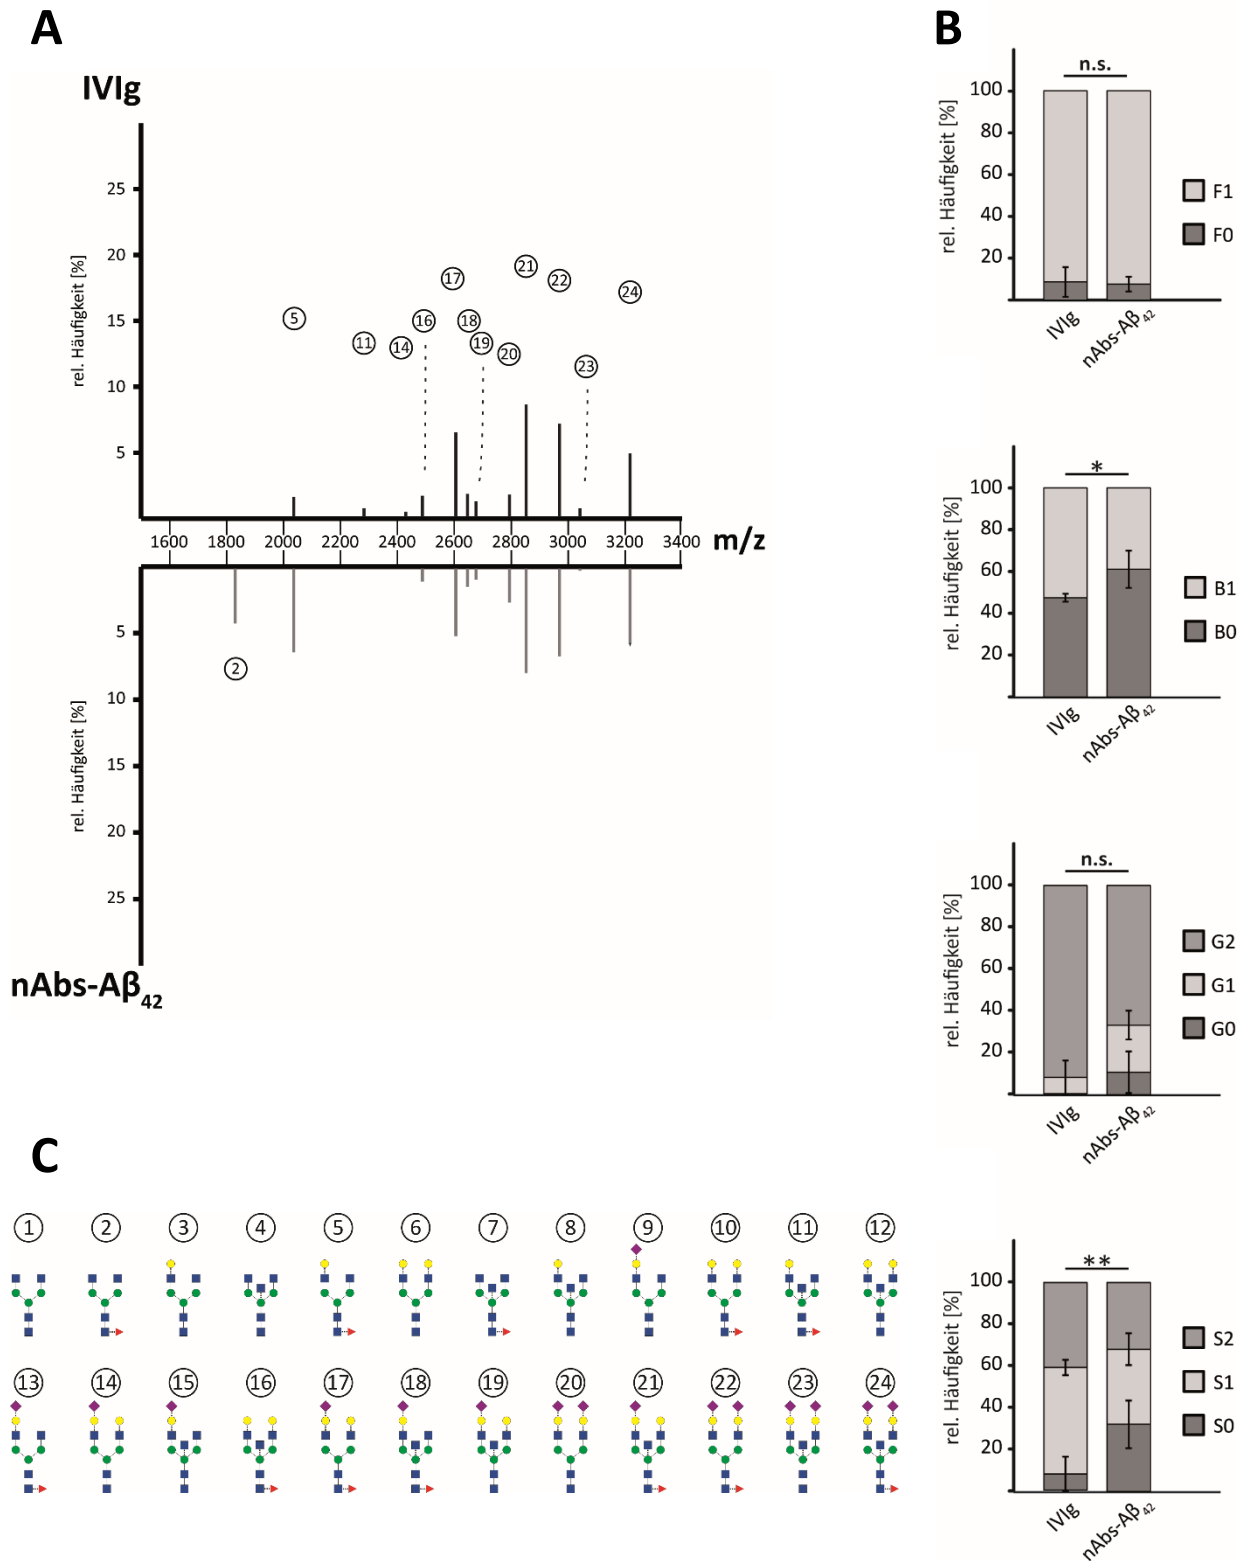 A
IVIg
rel. Häufigkeit [%]
25
20
15
10
5
5
11
14
16
17
18
19
20
21
22
23
24
1600 1800 2000 2200 2400 2600 2800 3000 3200 3400 m/z
2
rel. Häufigkeit [%]
5
10
15
20
25
nAbs-Aβ42
B
n.s.
rel. Häufigkeit [%]
100
80
60
40
20
F1
F0
IVIg
nAbs-Aβ42
*
rel. Häufigkeit [%]
100
80
60
40
20
B1
B0
IVIg
nAbs-Aβ42
n.s.
rel. Häufigkeit [%]
100
80
60
40
20
G2
G1
G0
IVIg
nAbs-Aβ42
**
rel. Häufigkeit [%]
100
80
60
40
20
S2
S1
S0
IVIg
nAbs-Aβ42
C
1 2 3 4 5 6 7 8 9 10 11 12
13 14 15 16 17 18 19 20 21 22 23 24